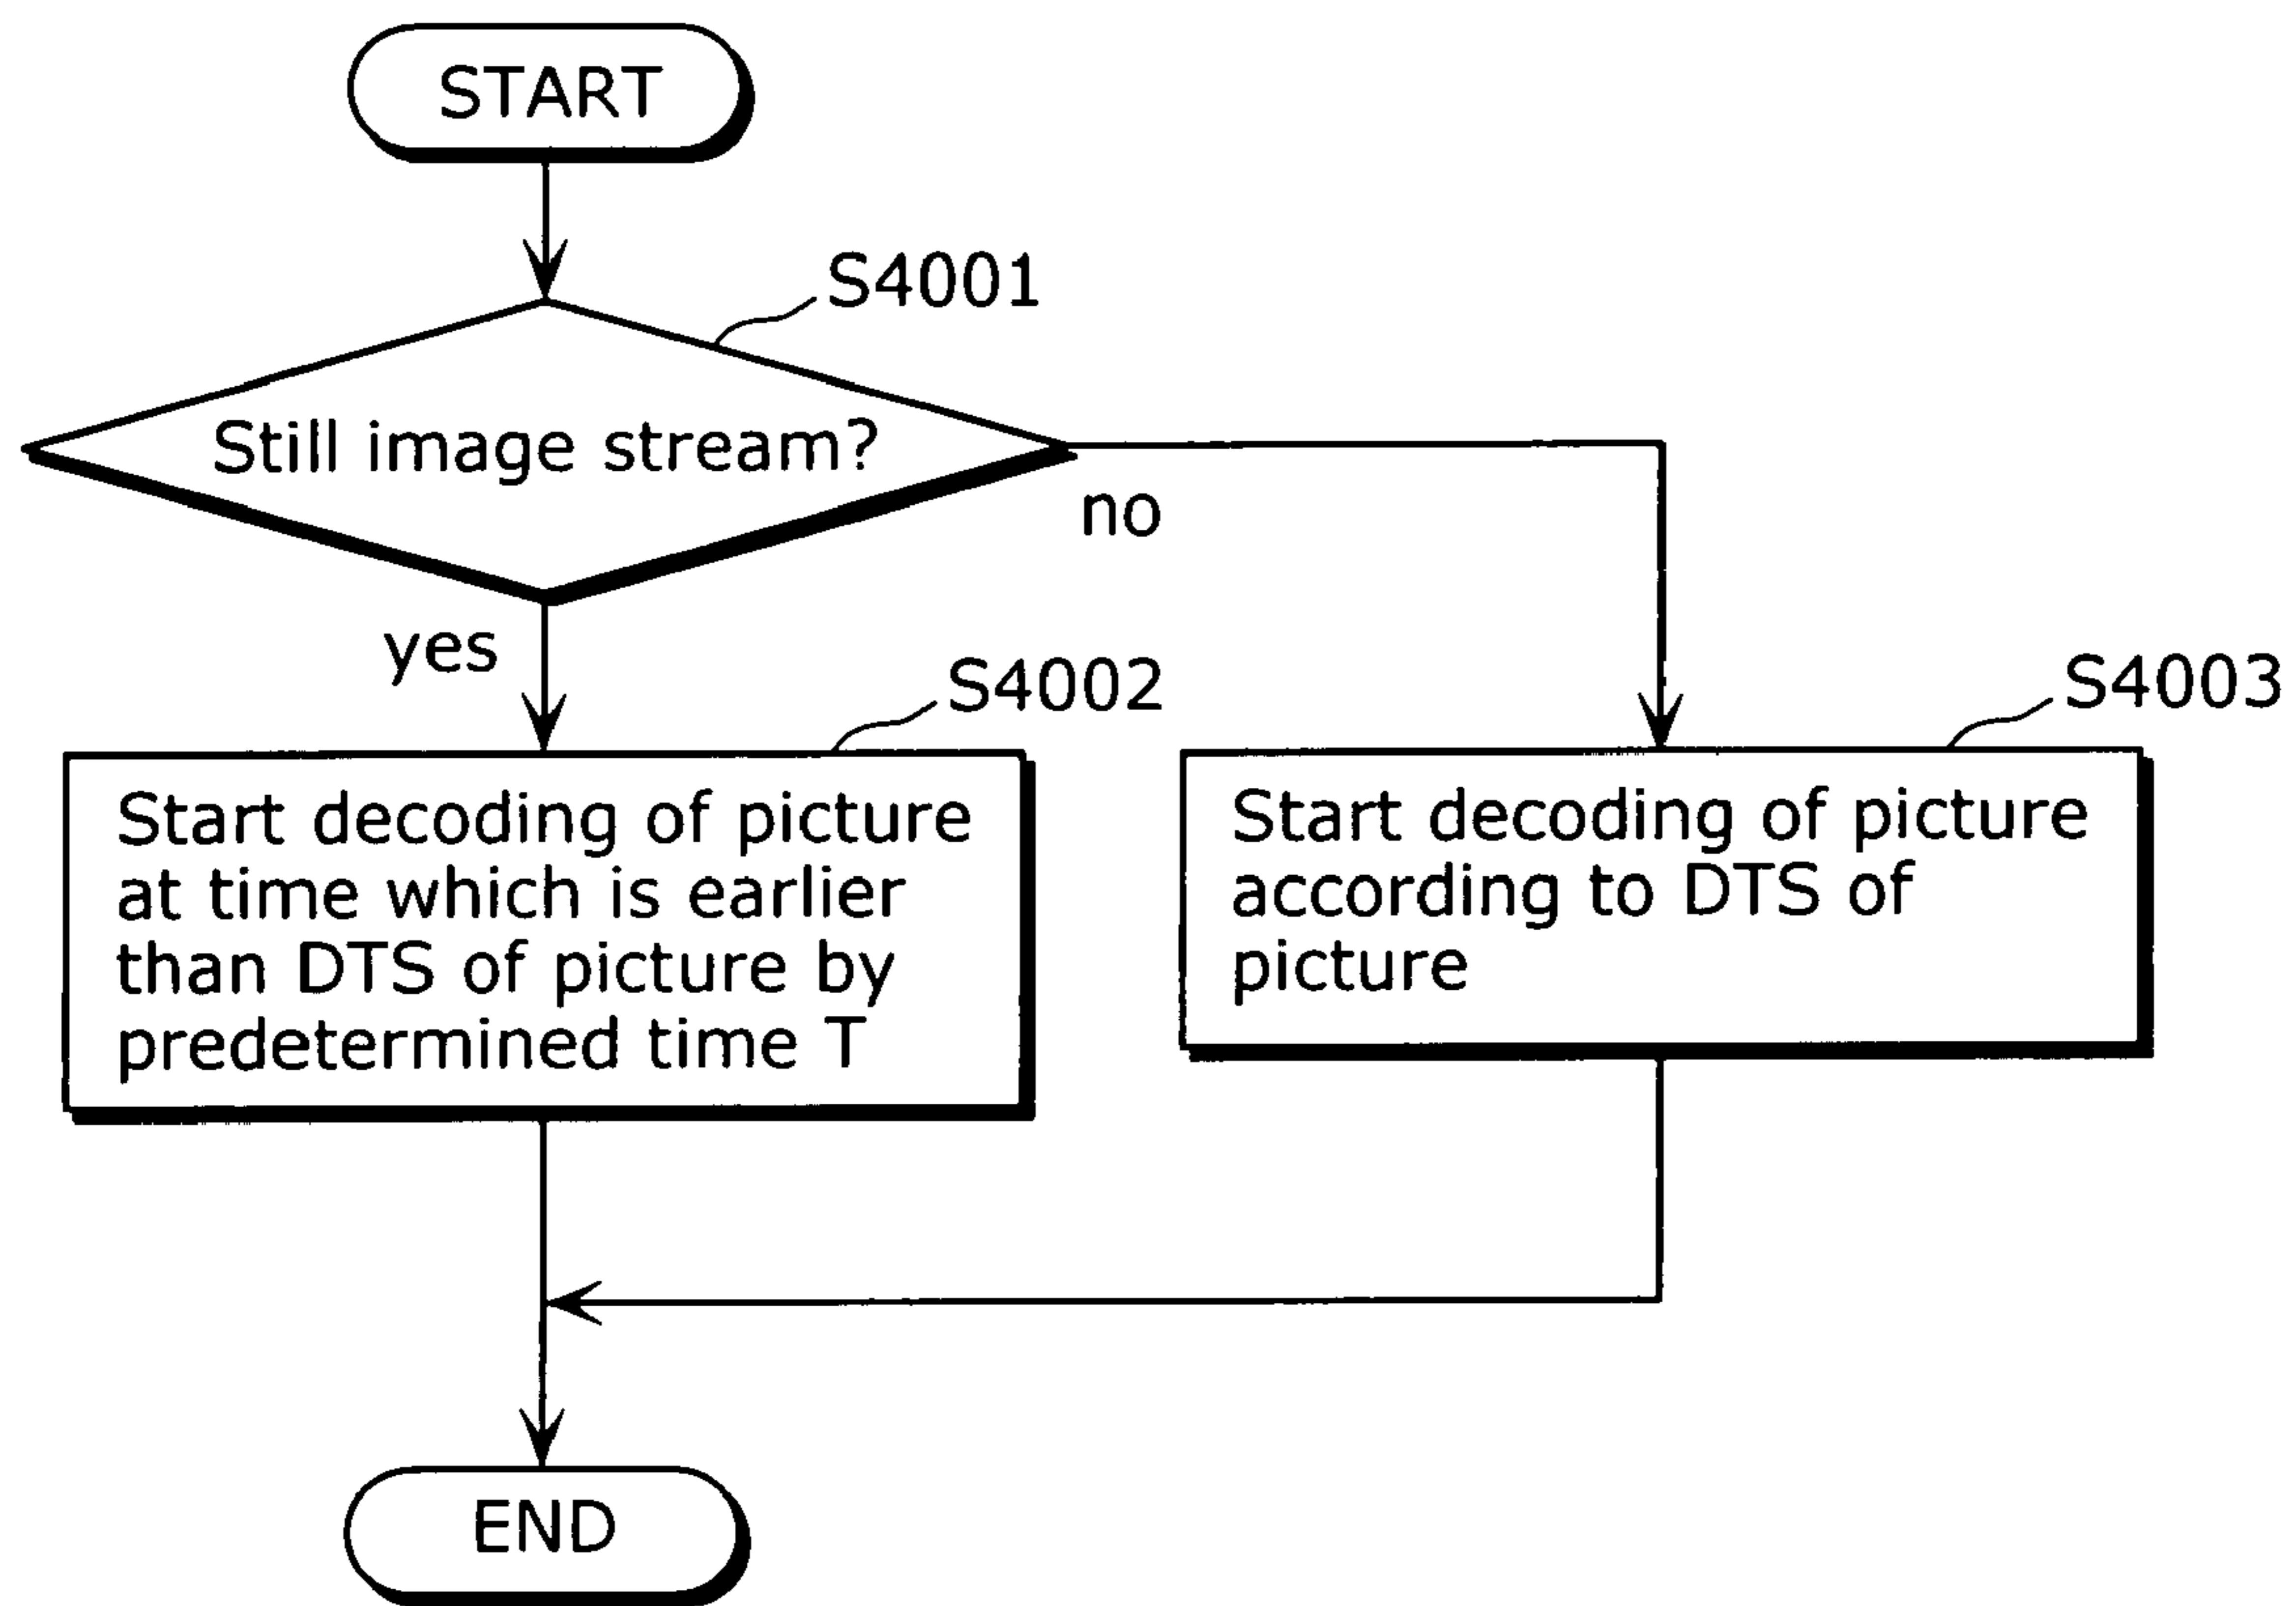 START
S4001
Still image stream?
no
yes
S4002
Start decoding of picture
at time which is earlier
than DTS of picture by
predetermined time T
S4003
Start decoding of picture
according to DTS of
picture
END